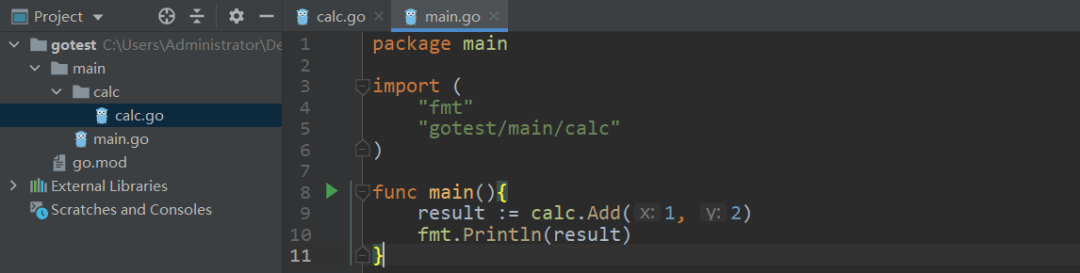 Project
gotest C:\Users\Administrator\De
main
calc
calc.go
main.go
go.mod
External Libraries
Scratches and Consoles
calc.go
main.go
1 package main
2
3 import (
4 "fmt"
5 "gotest/main/calc"
6 )
7
8 func main(){
9 result := calc.Add( x: 1, y: 2)
10 fmt.Println(result)
11 }